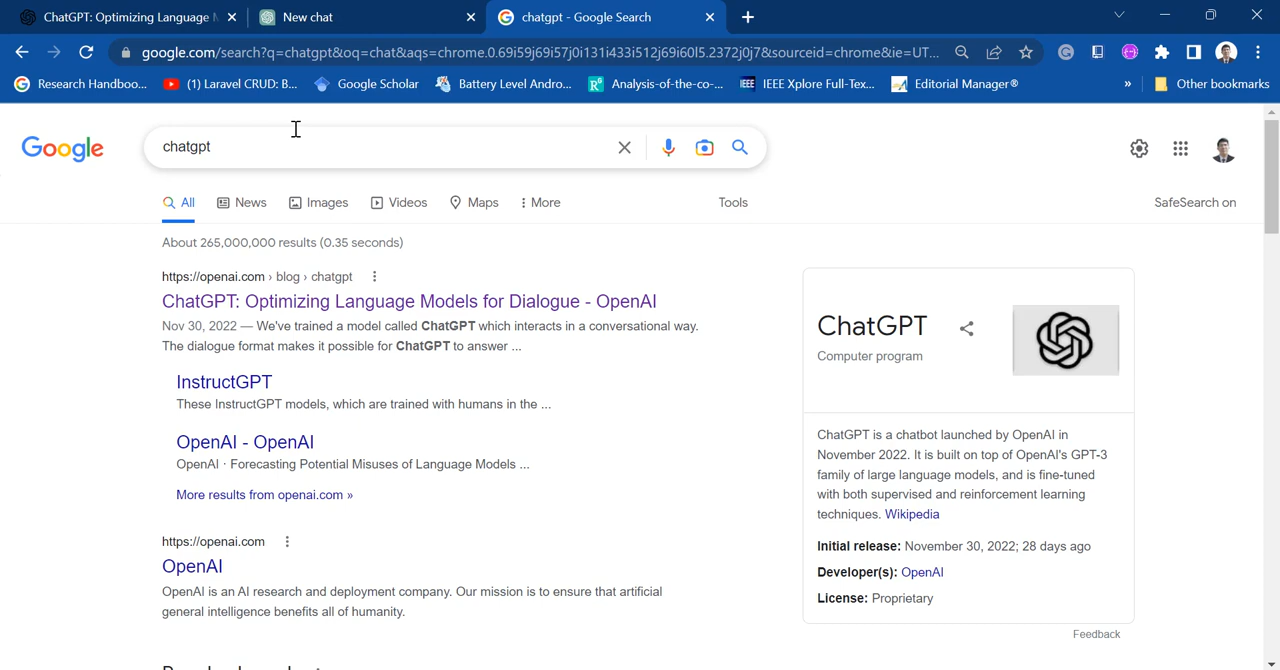 ChatGPT: Optimizing Language M
New chat
chatgpt - Google Search
google.com/search?q=chatgpt&oq=chat&aqs=chrome.0.69i59j69i57j0i131i433i512j69i60l5.2372j0j7&sourceid=chrome&ie=UT...
Research Handboo...
(1) Laravel CRUD: B...
Google Scholar
Battery Level Andro...
Analysis-of-the-co-...
IEEE Xplore Full-Tex...
Editorial Manager®
»
Other bookmarks
Google
chatgpt
All
News
Images
Videos
Maps
More
Tools
SafeSearch on
About 265,000,000 results (0.35 seconds)
https://openai.com › blog › chatgpt
ChatGPT: Optimizing Language Models for Dialogue - OpenAI
Nov 30, 2022 — We've trained a model called ChatGPT which interacts in a conversational way.
The dialogue format makes it possible for ChatGPT to answer ...
InstructGPT
These InstructGPT models, which are trained with humans in the ...
OpenAI - OpenAI
OpenAI · Forecasting Potential Misuses of Language Models ...
More results from openai.com »
https://openai.com
OpenAI
OpenAI is an AI research and deployment company. Our mission is to ensure that artificial
general intelligence benefits all of humanity.
ChatGPT
Computer program
ChatGPT is a chatbot launched by OpenAI in
November 2022. It is built on top of OpenAI's GPT-3
family of large language models, and is fine-tuned
with both supervised and reinforcement learning
techniques. Wikipedia
Initial release: November 30, 2022; 28 days ago
Developer(s): OpenAI
License: Proprietary
Feedback